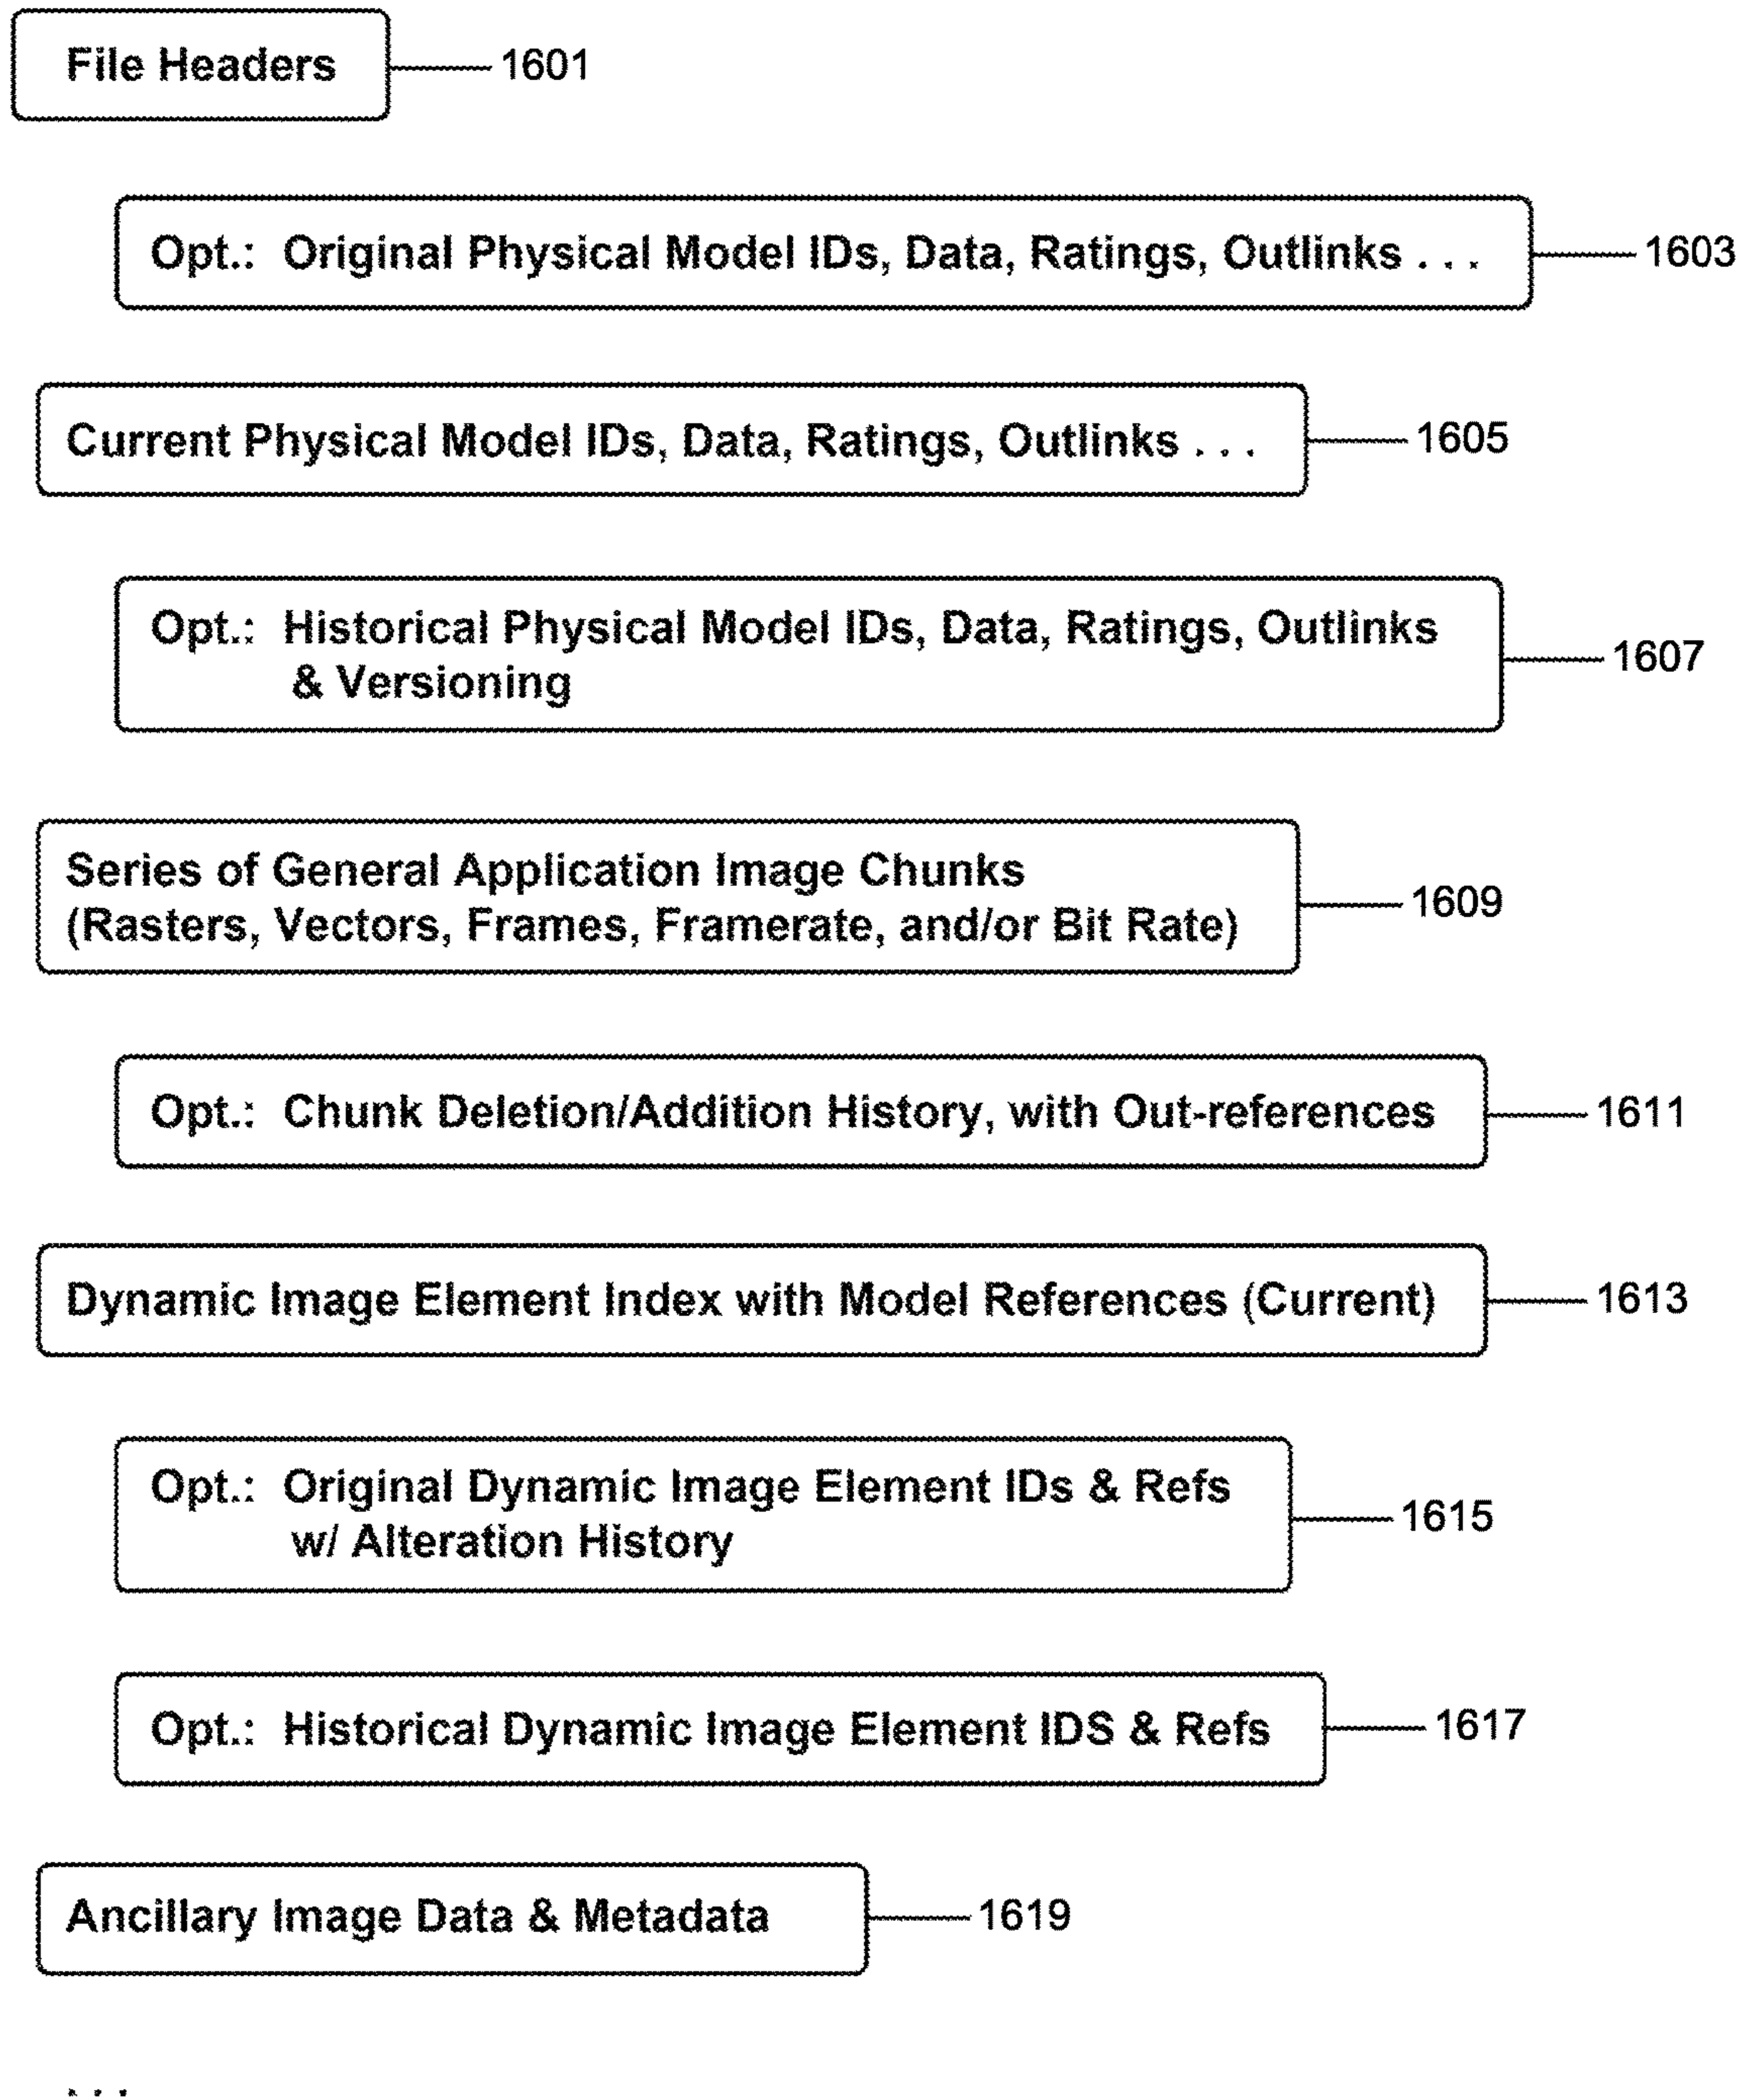 File Headers 1601
Opt.: Original Physical Model IDs, Data, Ratings, Outlinks . . . 1603
Current Physical Model IDs, Data, Ratings, Outlinks . . . 1605
Opt.: Historical Physical Model IDs, Data, Ratings, Outlinks
& Versioning 1607
Series of General Application Image Chunks
(Rasters, Vectors, Frames, Framerate, and/or Bit Rate) 1609
Opt.: Chunk Deletion/Addition History, with Out-references 1611
Dynamic Image Element Index with Model References (Current) 1613
Opt.: Original Dynamic Image Element IDs & Refs
w/ Alteration History 1615
Opt.: Historical Dynamic Image Element IDS & Refs 1617
Ancillary Image Data & Metadata 1619
. . .